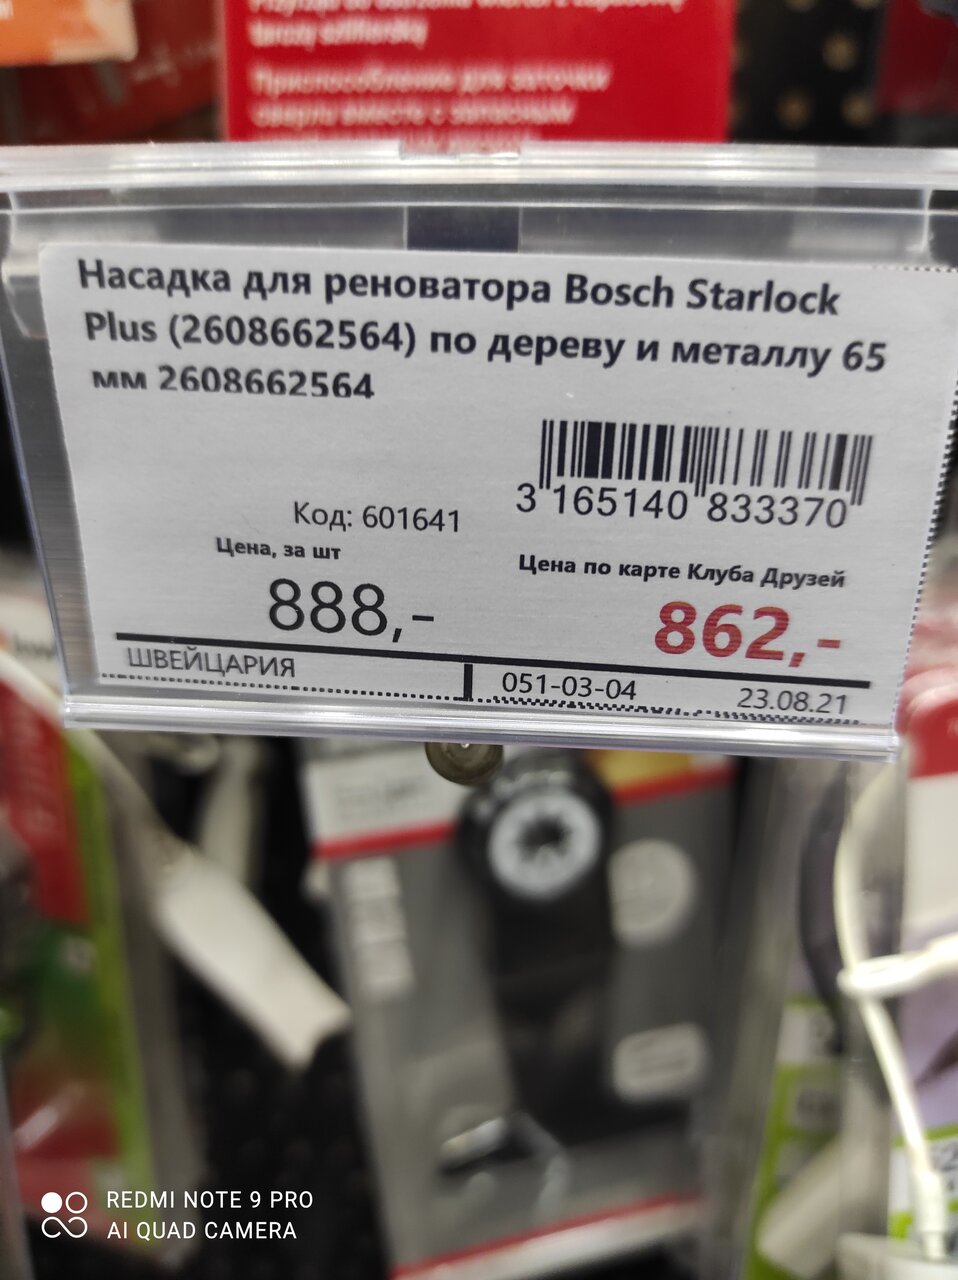 Приспособление для заточки
сверл вместе с запасным
Насадка для реноватора Bosch Starlock
Plus (2608662564) по дереву и металлу 65
мм 2608662564
3 165140 833370
Код: 601641
Цена, за шт
Цена по карте Клуба Друзей
888,-
862,-
ШВЕЙЦАРИЯ
051-03-04
23.08.21
REDMI NOTE 9 PRO
AI QUAD CAMERA